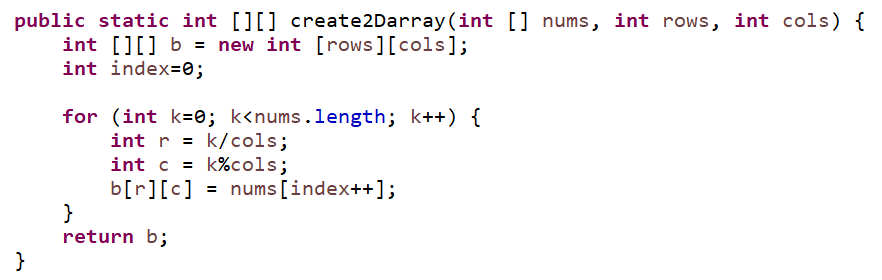 public static int [][] create2Darray(int [] nums, int rows, int cols) {
    int [][] b = new int [rows][cols];
    int index=0;

    for (int k=0; k<nums.length; k++) {
        int r = k/cols;
        int c = k%cols;
        b[r][c] = nums[index++];
    }
    return b;
}